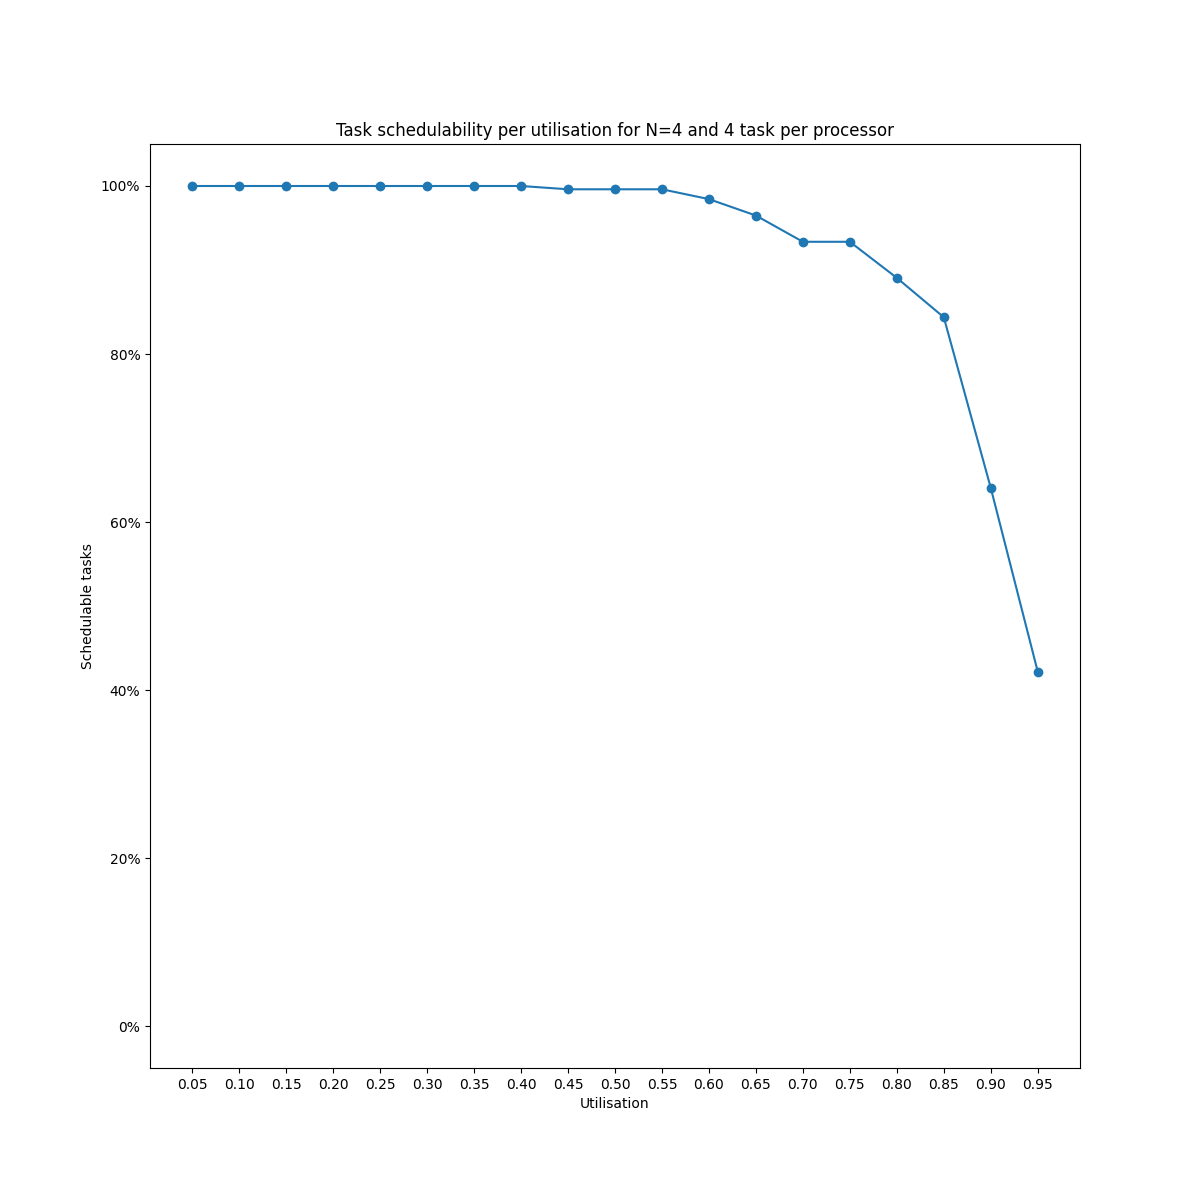 Task schedulability per utilisation for N=4 and 4 task per processor
100%
80%
60%
40%
20%
0%
Schedulable tasks
0.05 0.10 0.15 0.20 0.25 0.30 0.35 0.40 0.45 0.50 0.55 0.60 0.65 0.70 0.75 0.80 0.85 0.90 0.95
Utilisation